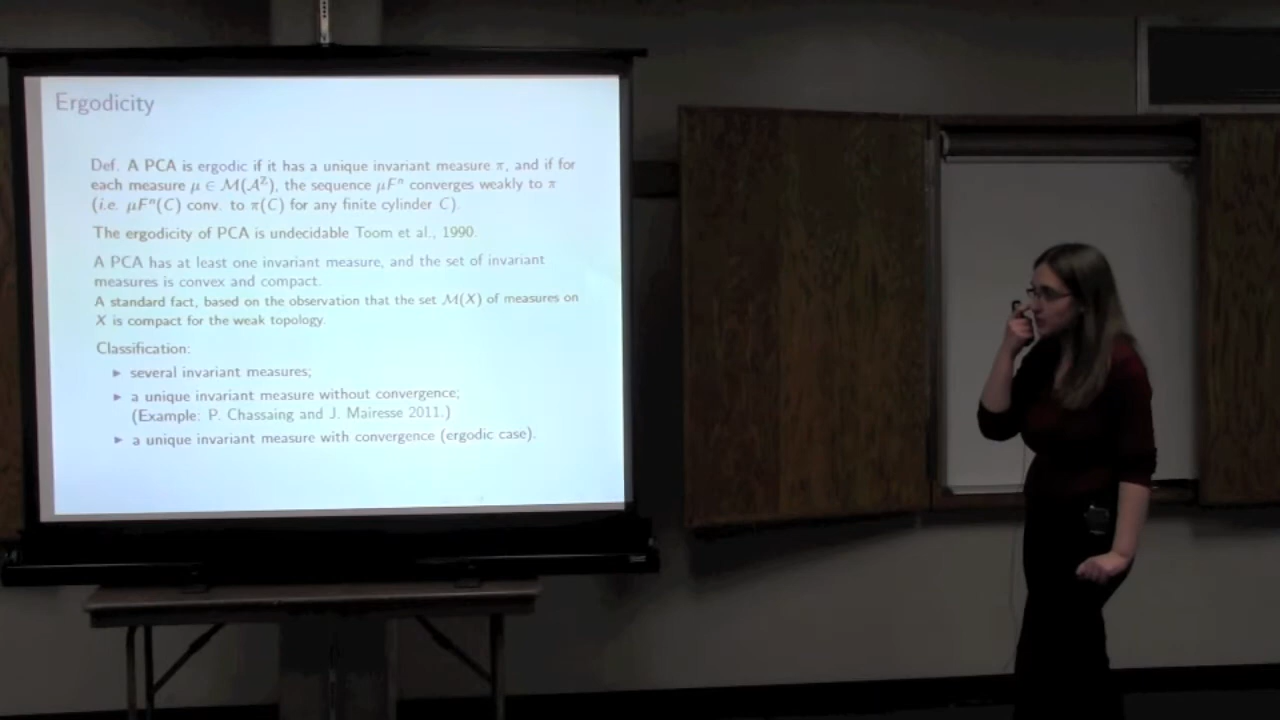 Ergodicity
Def. A PCA is ergodic if it has a unique invariant measure π, and if for
each measure μ ∈ M(A^Z), the sequence μF^n converges weakly to π
(i.e. μF^n(C) conv. to π(C) for any finite cylinder C).
The ergodicity of PCA is undecidable Toom et al., 1990.
A PCA has at least one invariant measure, and the set of invariant
measures is convex and compact.
A standard fact, based on the observation that the set M(X) of measures on
X is compact for the weak topology.
Classification:
▶ several invariant measures;
▶ a unique invariant measure without convergence;
(Example: P. Chassaing and J. Mairesse 2011.)
▶ a unique invariant measure with convergence (ergodic case).